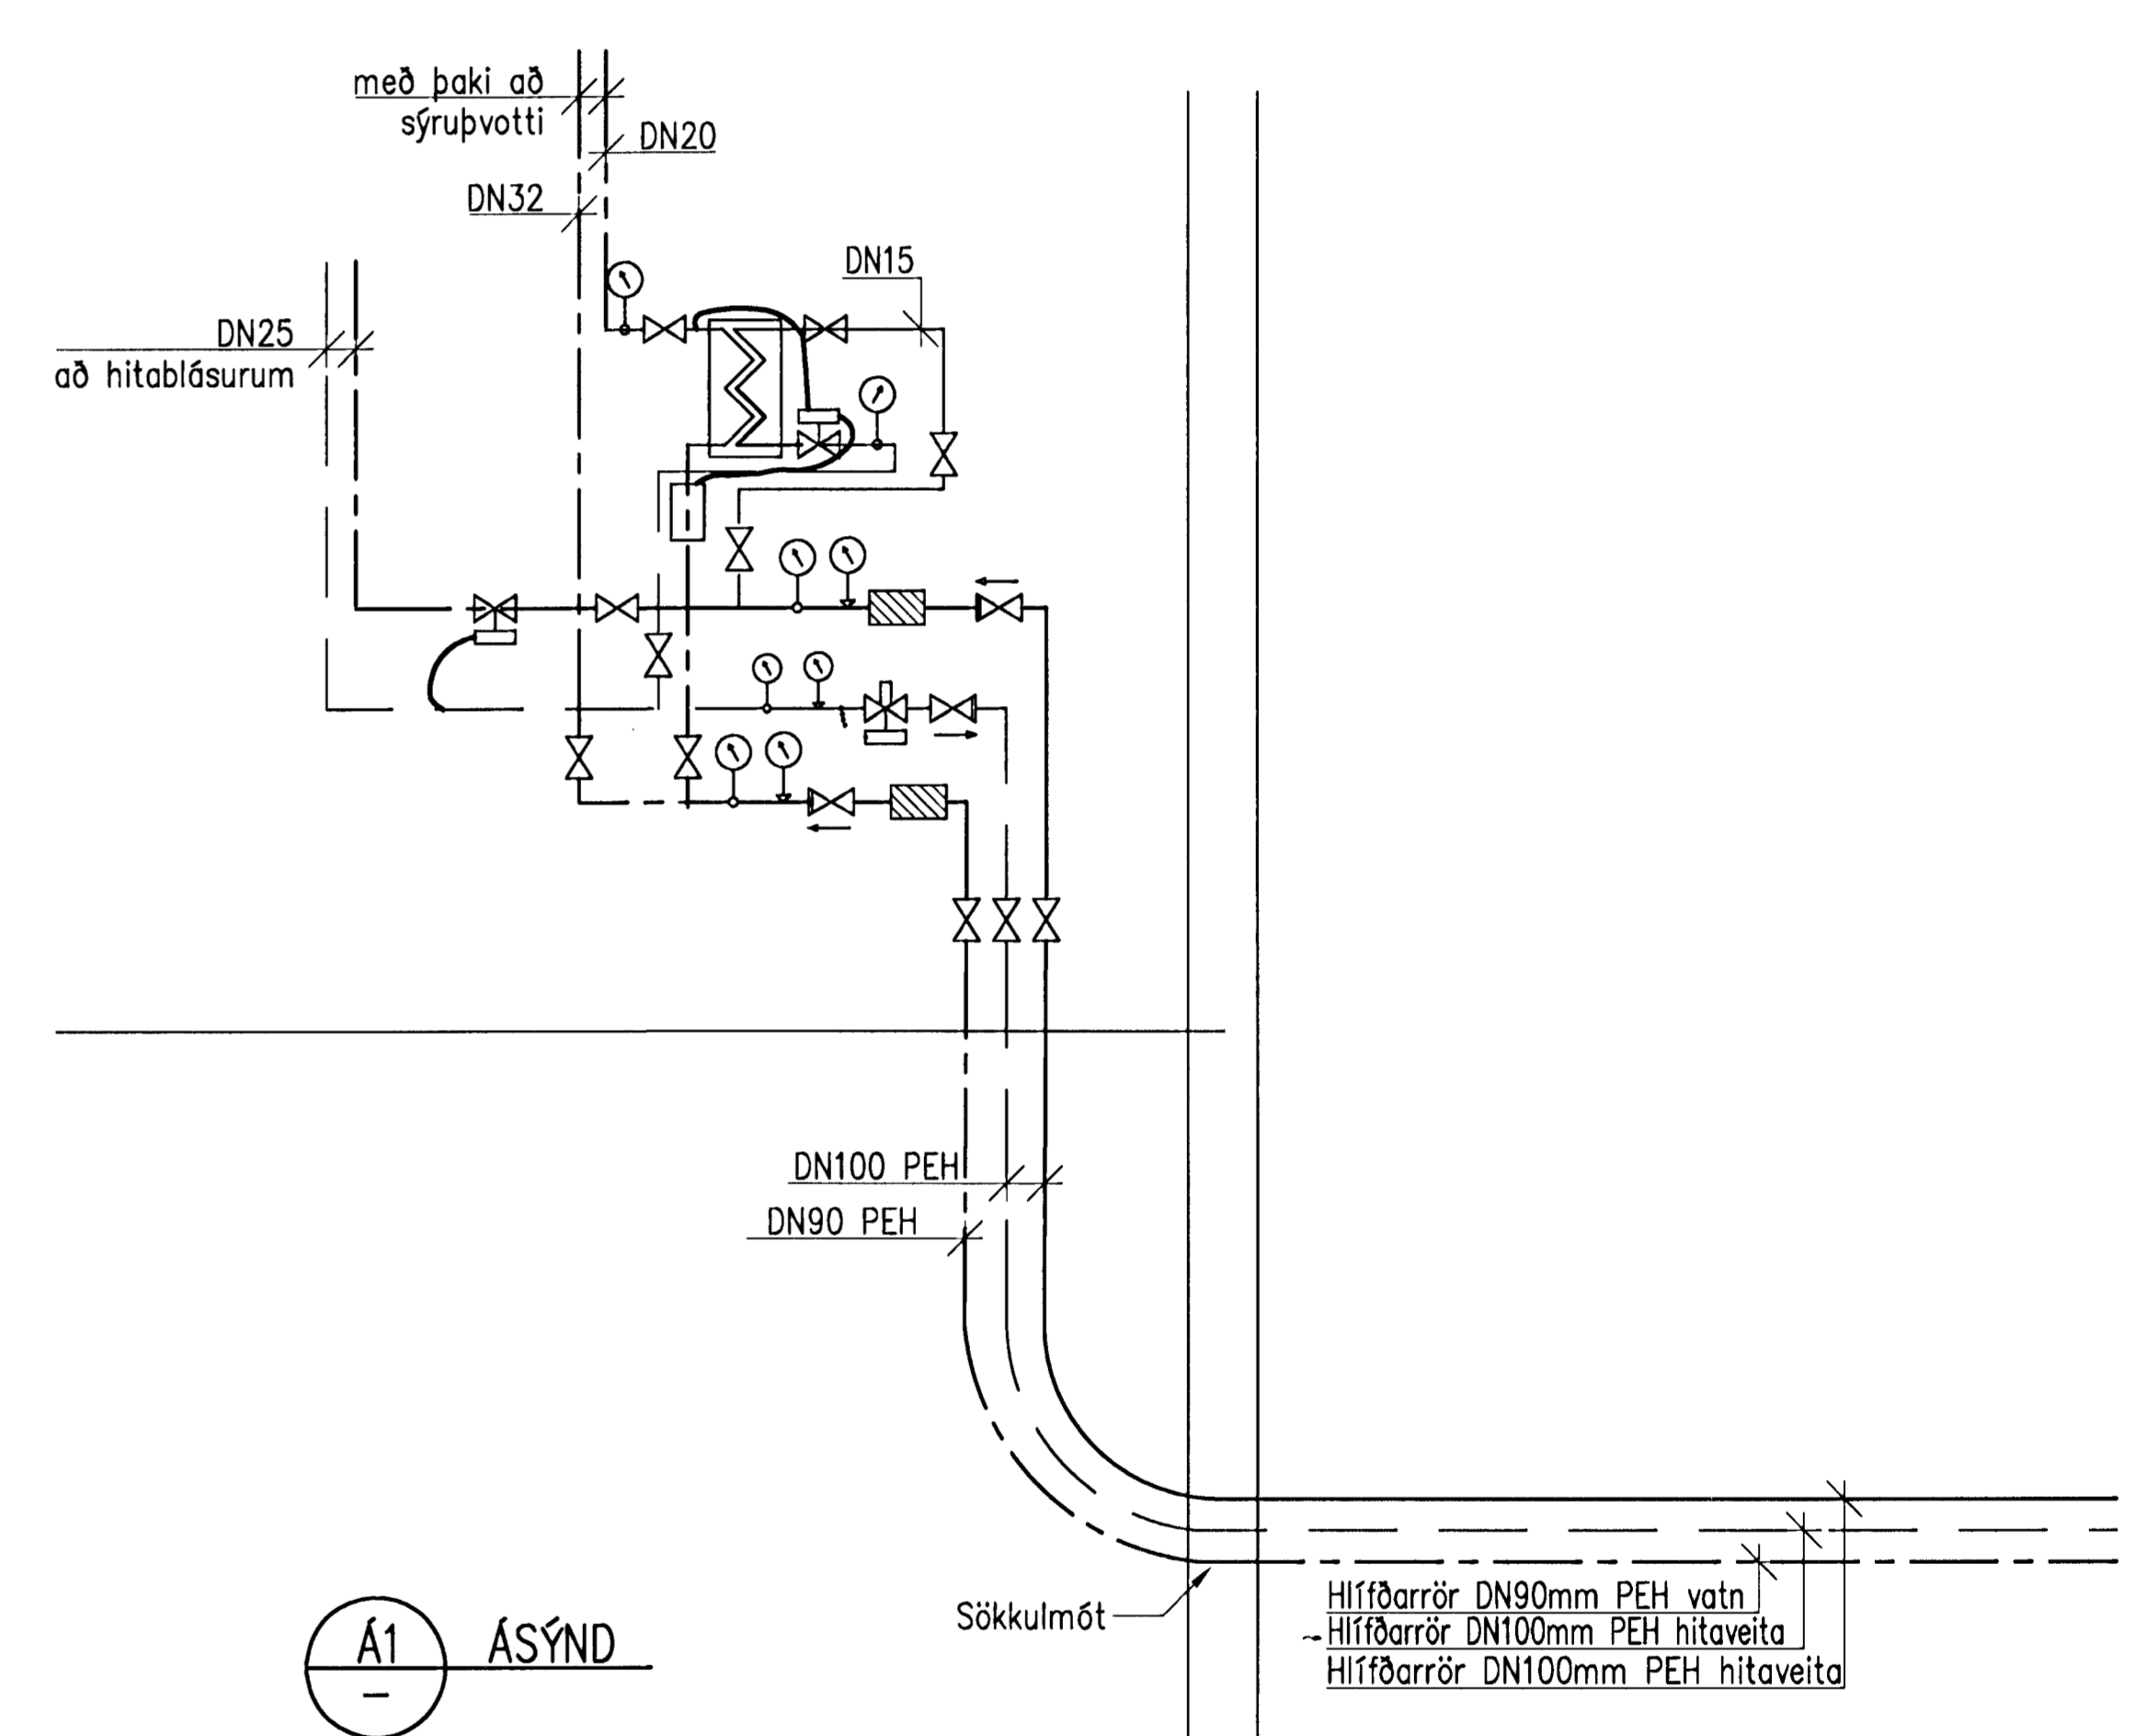 með þaki að
sýruþvotti
DN20
DN32
DN15
DN25
að hitablásurum
DN100 PEH
DN90 PEH
Sökkulmót
Hlífðarrör DN90mm PEH vatn
Hlífðarrör DN100mm PEH hitaveita
Hlífðarrör DN100mm PEH hitaveita
Á1
ÁSÝND
–